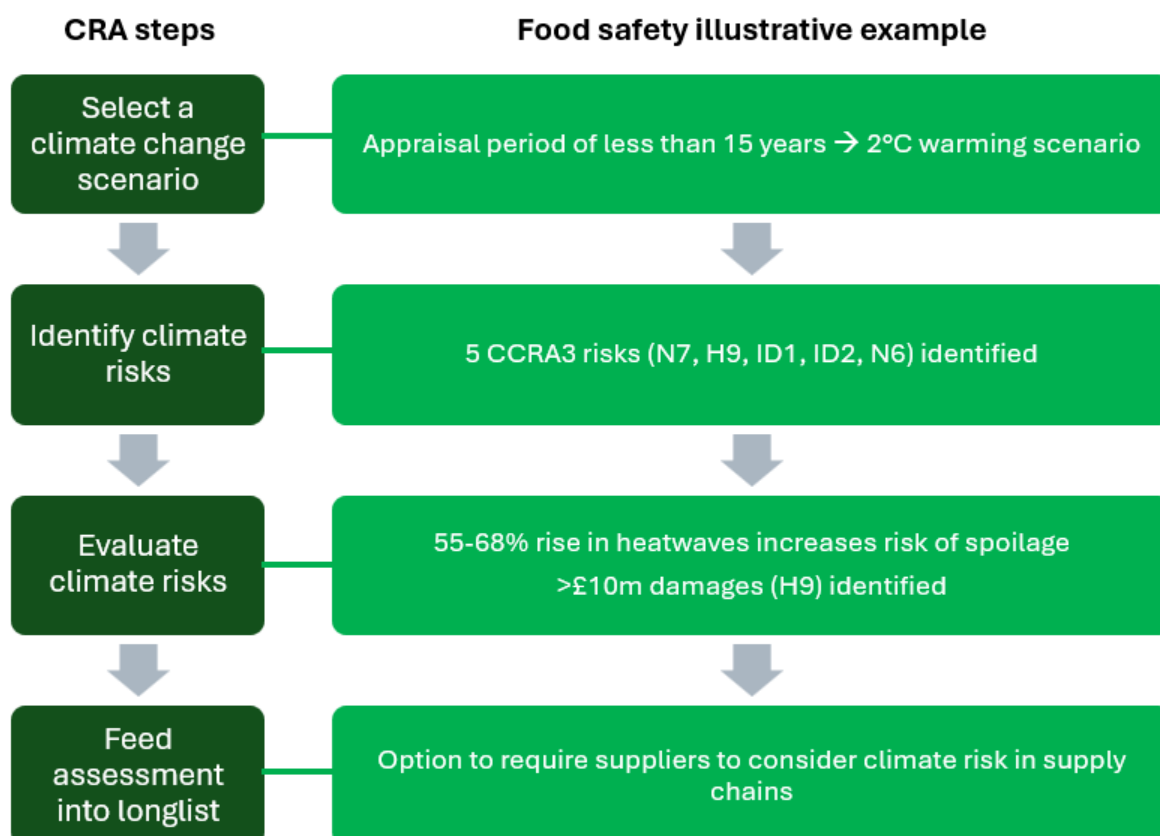 CRA steps
Food safety illustrative example
Select a
climate change
scenario
Appraisal period of less than 15 years → 2°C warming scenario
Identify climate
risks
5 CCRA3 risks (N7, H9, ID1, ID2, N6) identified
Evaluate
climate risks
55-68% rise in heatwaves increases risk of spoilage
>£10m damages (H9) identified
Feed
assessment
into longlist
Option to require suppliers to consider climate risk in supply
chains